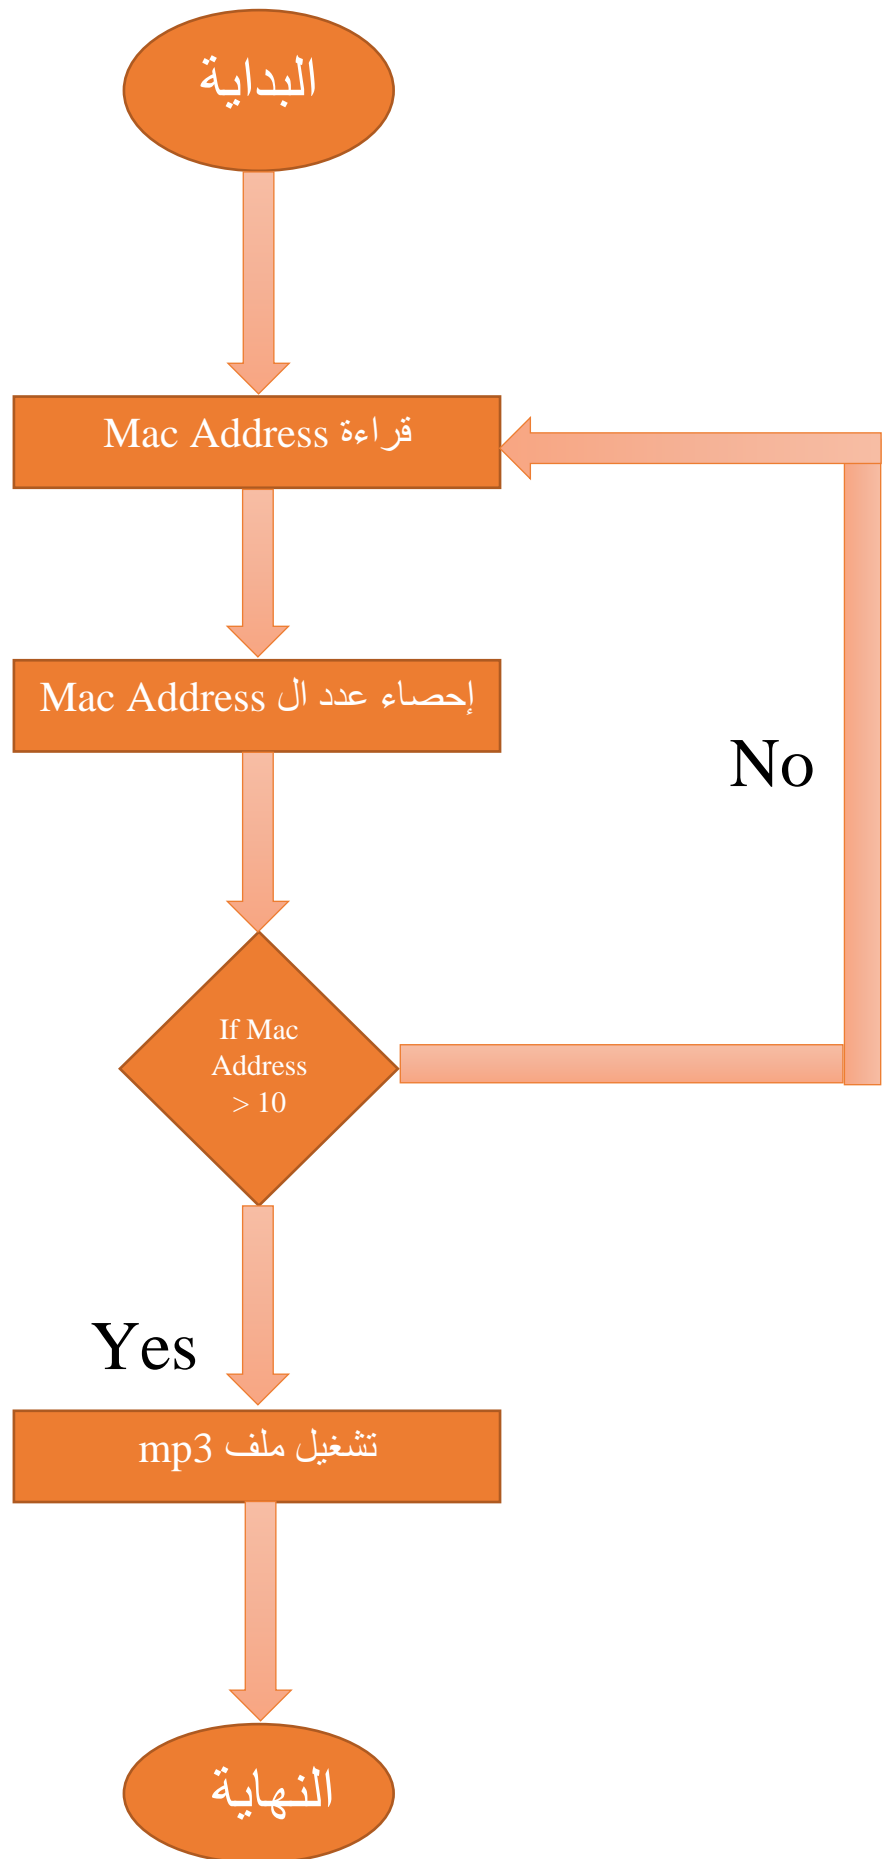 البداية
قراءة Mac Address
إحصاء عدد ال Mac Address
No
If Mac
Address
> 10
Yes
تشغيل ملف mp3
النهاية